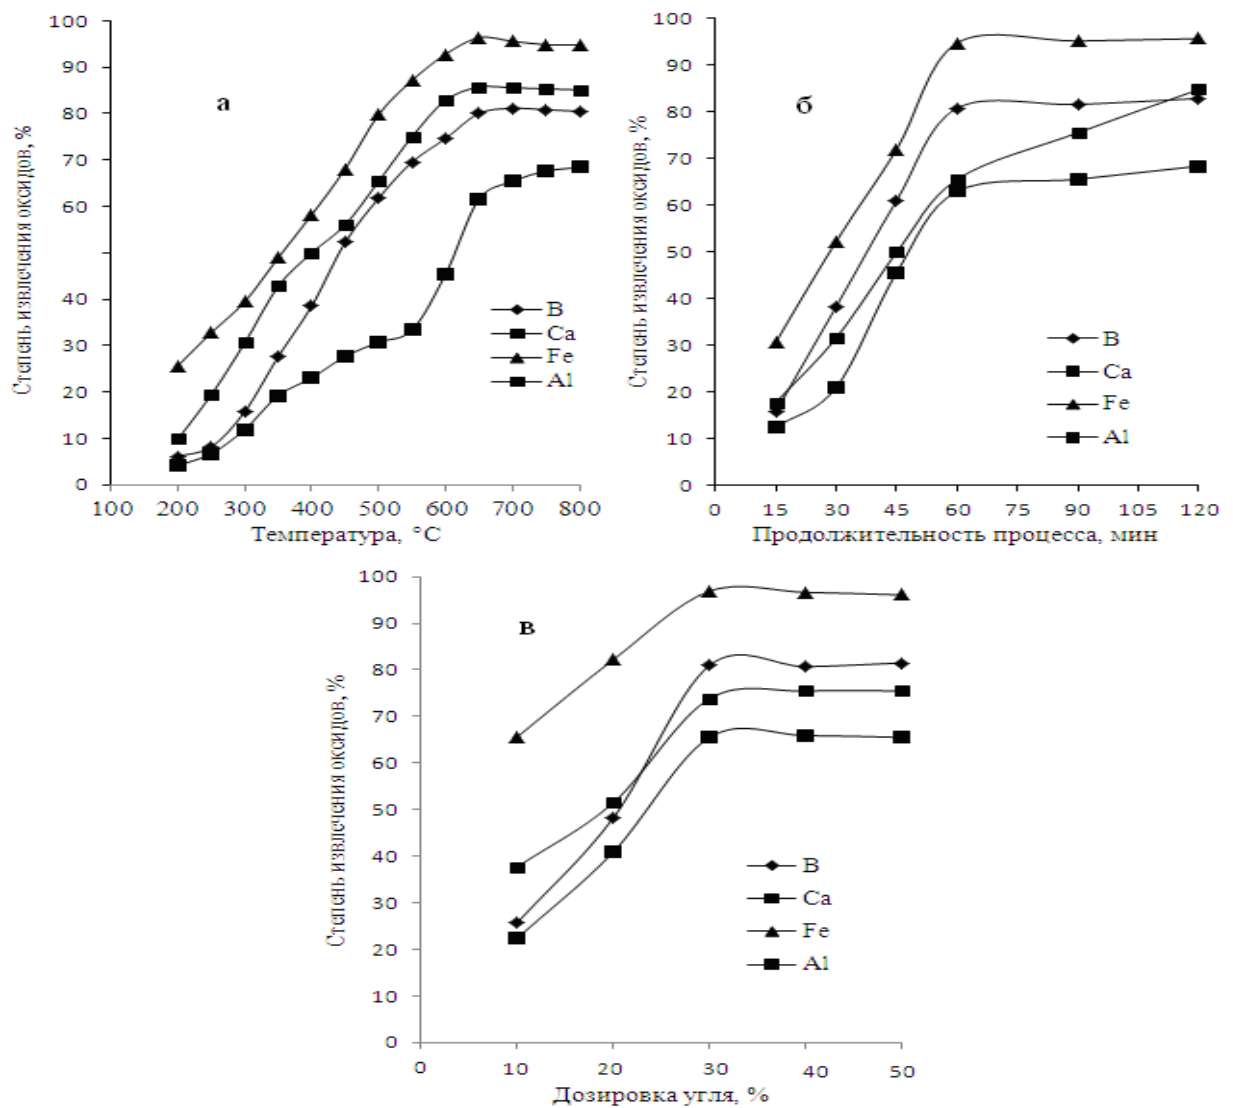 Степень извлечения оксидов, %
100
90
80
70
60
50
40
30
20
10
0
а
B
Ca
Fe
Al
100 200 300 400 500 600 700 800
Температура, °C
Степень извлечения оксидов, %
100
90
80
70
60
50
40
30
20
10
0
б
B
Ca
Fe
Al
0 15 30 45 60 75 90 105 120
Продолжительность процесса, мин
Степень извлечения оксидов, %
100
90
80
70
60
50
40
30
20
10
0
в
B
Ca
Fe
Al
0 10 20 30 40 50
Дозировка угля, %